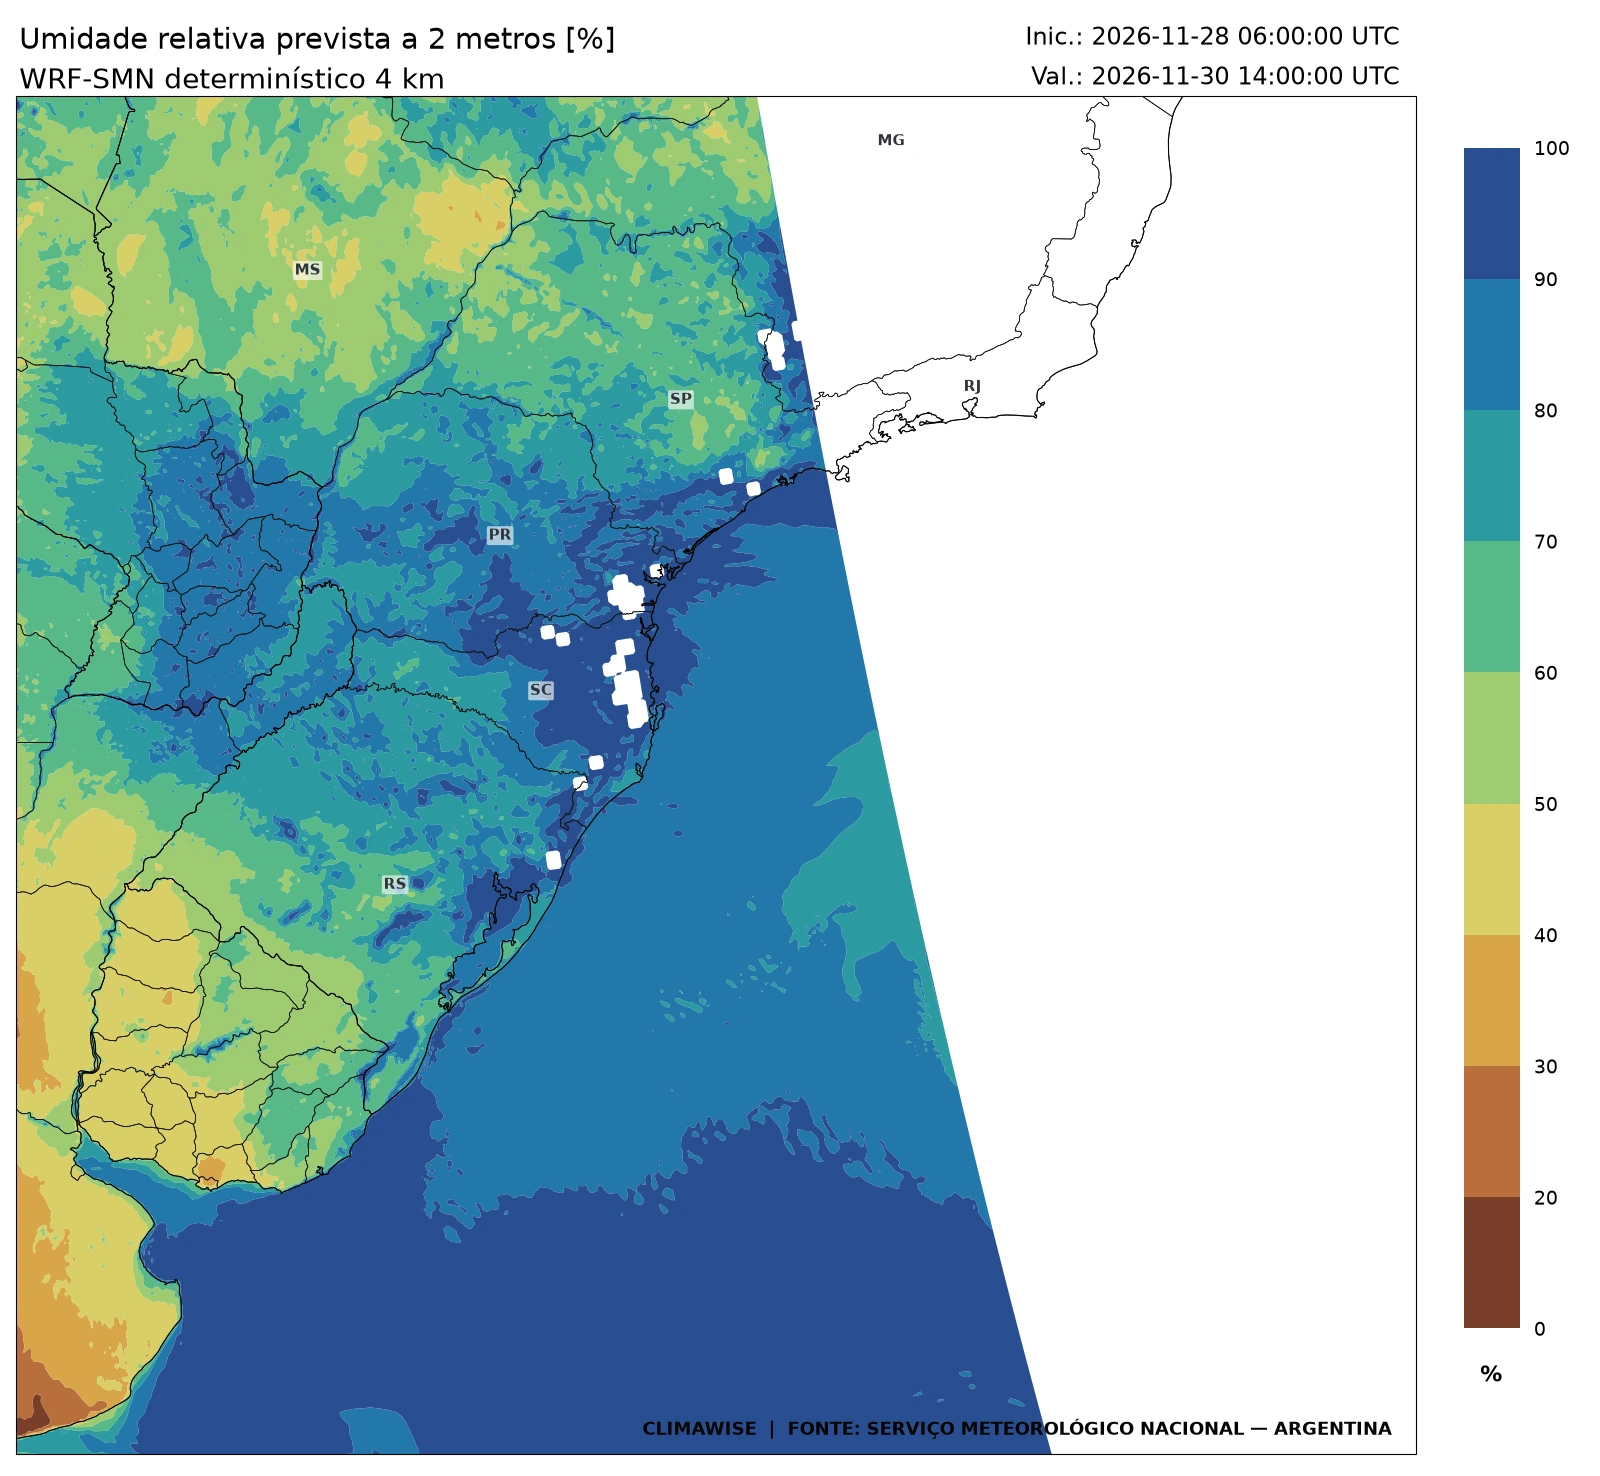 Umidade relativa prevista a 2 metros [%]
WRF-SMN determinístico 4 km
Inic.: 2026-11-28 06:00:00 UTC
Val.: 2026-11-30 14:00:00 UTC
MG
MS
RJ
SP
PR
SC
RS
100
90
80
70
60
50
40
30
20
0
%
CLIMAWISE | FONTE: SERVIÇO METEOROLÓGICO NACIONAL — ARGENTINA